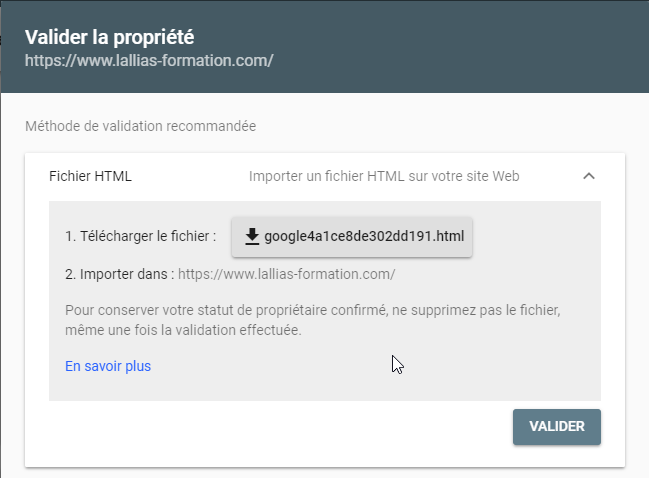 Valider la propriété
https://www.lallias-formation.com/
Méthode de validation recommandée
Fichier HTML Importer un fichier HTML sur votre site Web
1. Télécharger le fichier : google4a1ce8de302dd191.html
2. Importer dans : https://www.lallias-formation.com/
Pour conserver votre statut de propriétaire confirmé, ne supprimez pas le fichier,
même une fois la validation effectuée.
En savoir plus
VALIDER